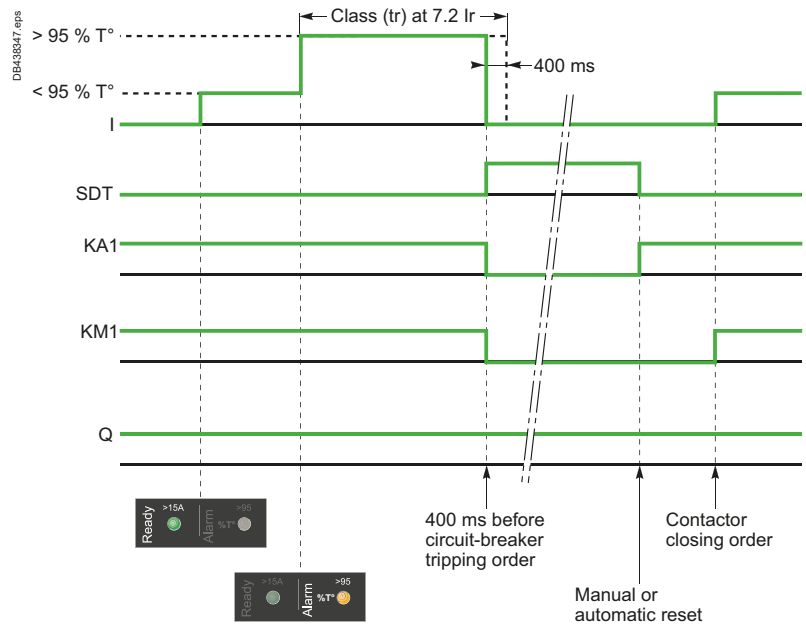 DB438347.eps
Class (tr) at 7.2 Ir
> 95 % T°
400 ms
< 95 % T°
I
SDT
KA1
KM1
Q
Ready >15A Alarm %T° >95
Ready >15A Alarm %T° >95
400 ms before
circuit-breaker
tripping order
Contactor
closing order
Manual or
automatic reset